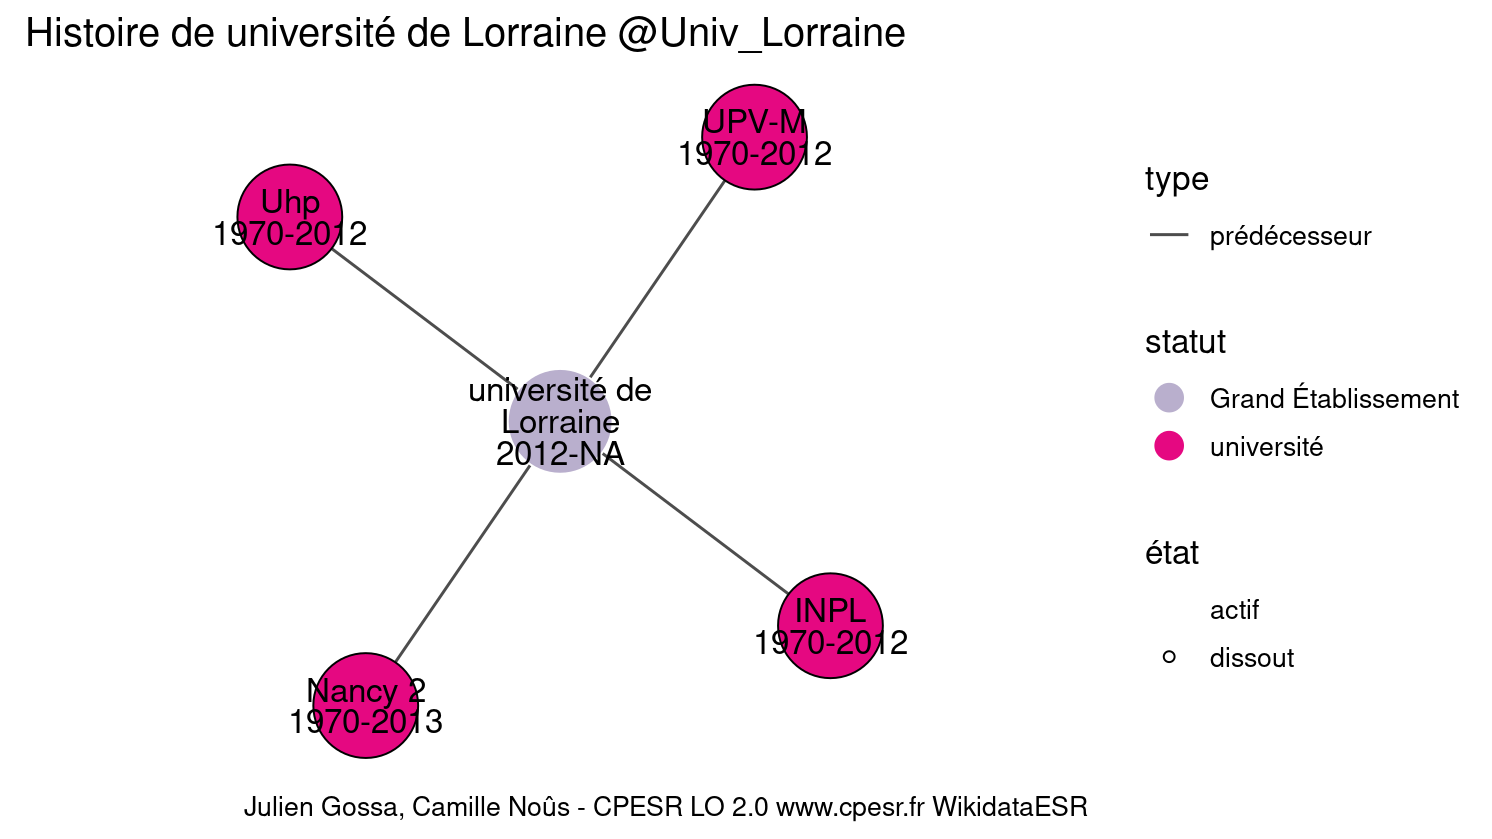 Histoire de université de Lorraine @Univ_Lorraine
UPV-M
1970-2012
Uhp
1970-2012
université de
Lorraine
2012-NA
INPL
1970-2012
Nancy 2
1970-2013
type
prédécesseur
statut
Grand Établissement
université
état
actif
dissout
Julien Gossa, Camille Noûs - CPESR LO 2.0 www.cpesr.fr WikidataESR